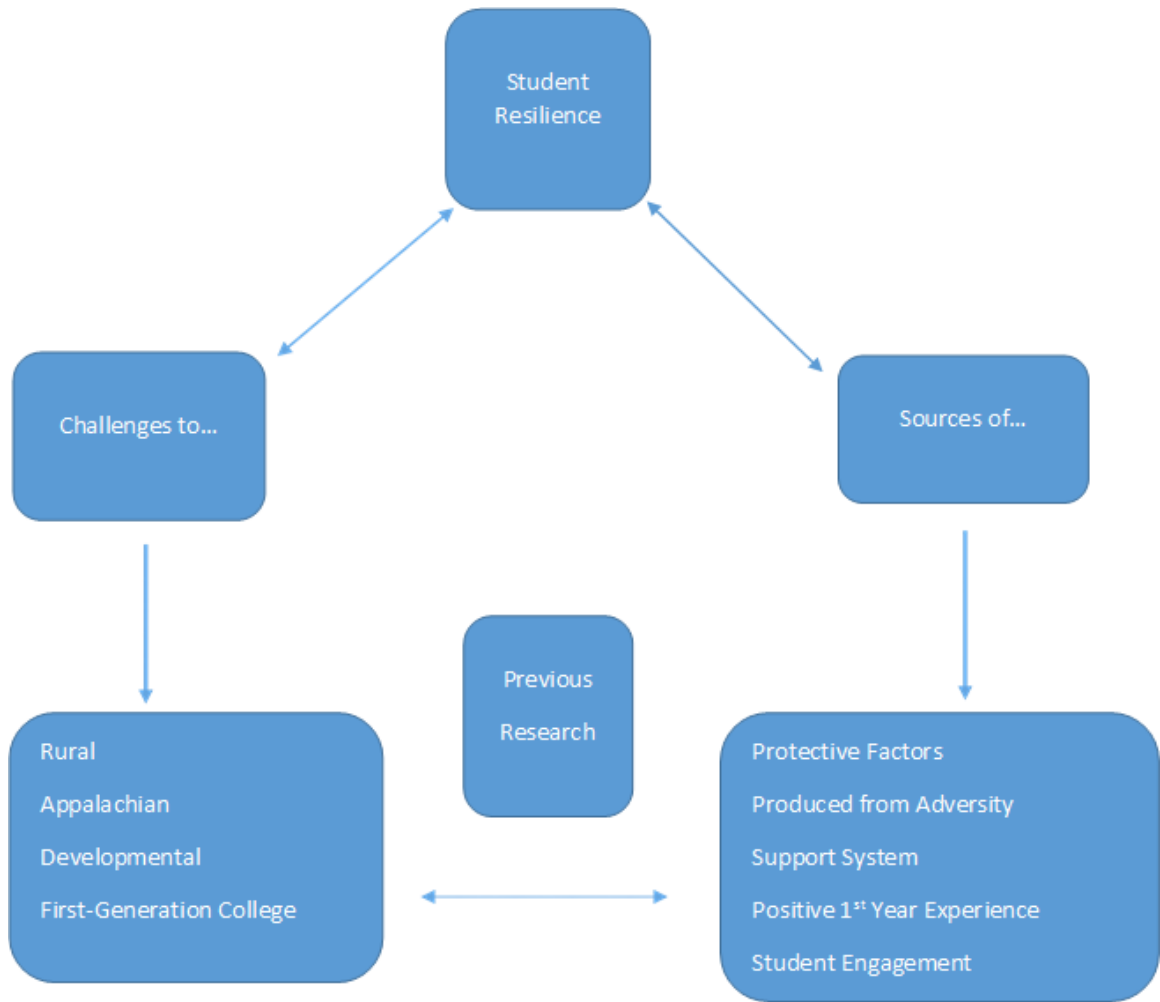 Student
Resilience
Challenges to...
Sources of...
Previous
Research
Rural
Appalachian
Developmental
First-Generation College
Protective Factors
Produced from Adversity
Support System
Positive 1st Year Experience
Student Engagement